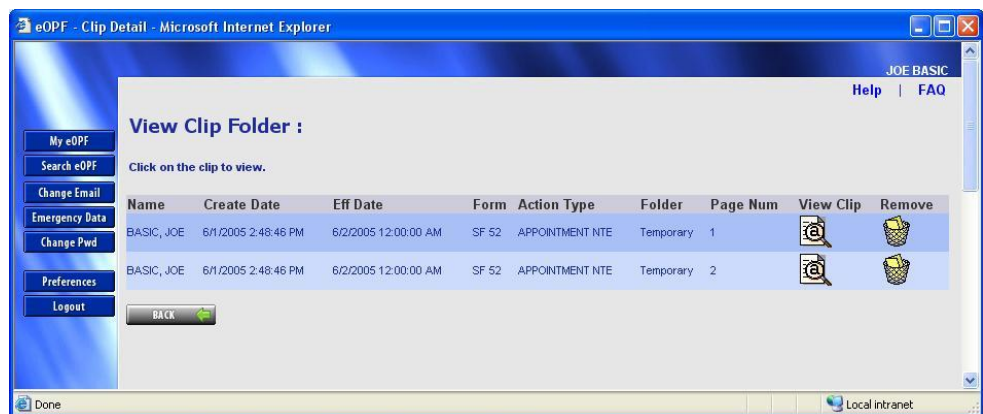 eOPF - Clip Detail - Microsoft Internet Explorer
JOE BASIC
Help | FAQ
View Clip Folder :
Click on the clip to view.
My eOPF
Search eOPF
Change Email
Emergency Data
Change Pwd
Preferences
Logout
Name Create Date Eff Date Form Action Type Folder Page Num View Clip Remove
BASIC, JOE 6/1/2005 2:48:46 PM 6/2/2005 12:00:00 AM SF 52 APPOINTMENT NTE Temporary 1
BASIC, JOE 6/1/2005 2:48:46 PM 6/2/2005 12:00:00 AM SF 52 APPOINTMENT NTE Temporary 2
BACK
Done Local intranet